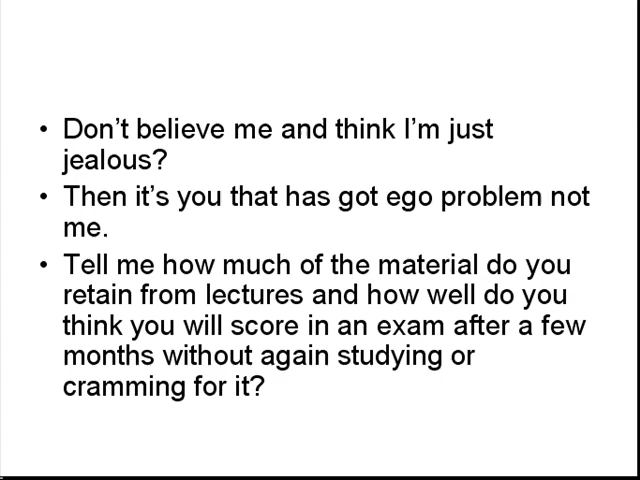 • Don't believe me and think I'm just
jealous?
• Then it's you that has got ego problem not
me.
• Tell me how much of the material do you
retain from lectures and how well do you
think you will score in an exam after a few
months without again studying or
cramming for it?